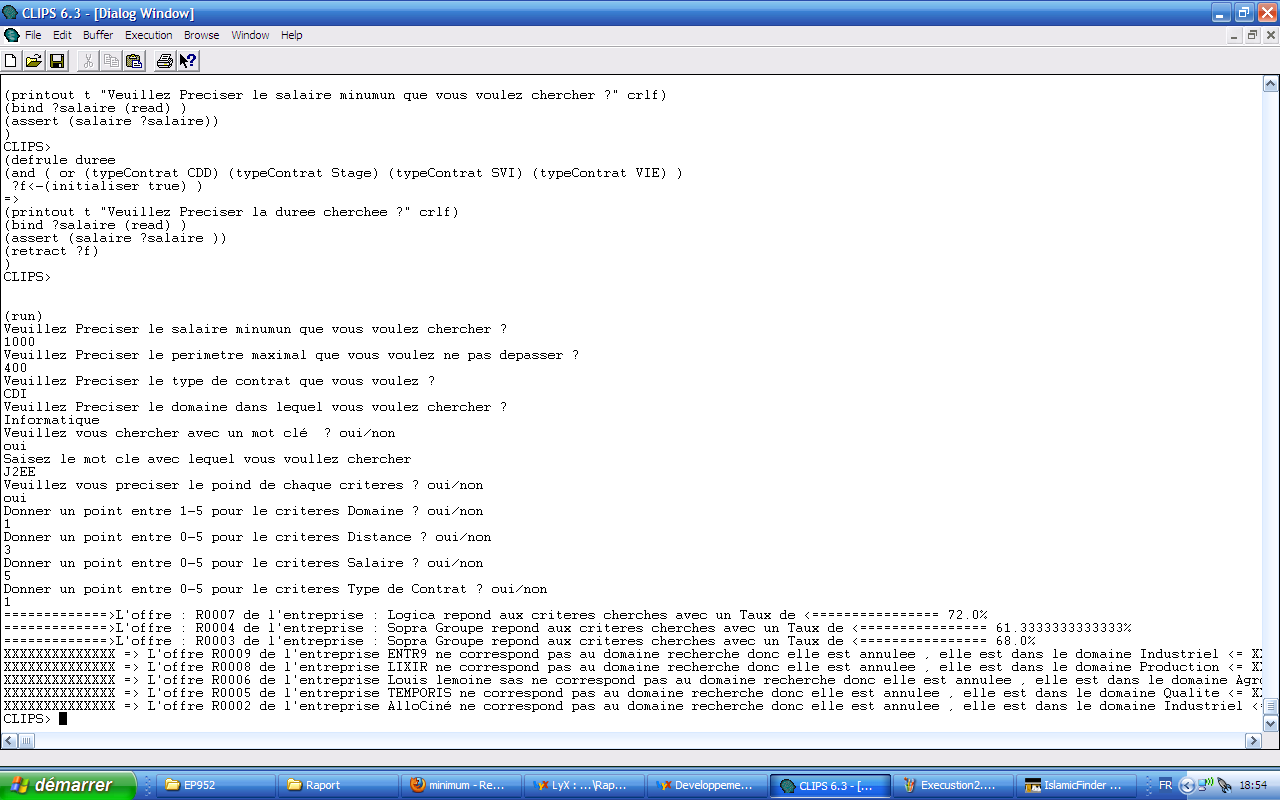 CLIPS 6.3 - [Dialog Window]
File Edit Buffer Execution Browse Window Help
(printout t "Veuillez Preciser le salaire minumun que vous voulez chercher ?" crlf)
(bind ?salaire (read) )
(assert (salaire ?salaire))
)
CLIPS>
(defrule duree
(and ( or (typeContrat CDD) (typeContrat Stage) (typeContrat SVI) (typeContrat VIE) )
?f<-(initialiser true) )
=>
(printout t "Veuillez Preciser la duree cherchee ?" crlf)
(bind ?salaire (read) )
(assert (salaire ?salaire ))
(retract ?f)
)
CLIPS>
(run)
Veuillez Preciser le salaire minumun que vous voulez chercher ?
1000
Veuillez Preciser le perimetre maximal que vous voulez ne pas depasser ?
400
Veuillez Preciser le type de contrat que vous voulez ?
CDI
Veuillez Preciser le domaine dans lequel vous voulez chercher ?
Informatique
Veuillez vous chercher avec un mot clé  ? oui/non
oui
Saisez le mot cle avec lequel vous voullez chercher
J2EE
Veuillez vous preciser le poind de chaque criteres ? oui/non
oui
Donner un point entre 1-5 pour le criteres Domaine ? oui/non
1
Donner un point entre 0-5 pour le criteres Distance ? oui/non
3
Donner un point entre 0-5 pour le criteres Salaire ? oui/non
5
Donner un point entre 0-5 pour le criteres Type de Contrat ? oui/non
1
=============>L'offre : R0007 de l'entreprise : Logica repond aux criteres cherches avec un Taux de <================ 72.0%
=============>L'offre : R0004 de l'entreprise : Sopra Groupe repond aux criteres cherches avec un Taux de <================ 61.3333333333333%
=============>L'offre : R0003 de l'entreprise : Sopra Groupe repond aux criteres cherches avec un Taux de <================ 68.0%
XXXXXXXXXXXXXX => L'offre R0009 de l'entreprise ENTR9 ne correspond pas au domaine recherche donc elle est annulee , elle est dans le domaine Industriel <= X
XXXXXXXXXXXXXX => L'offre R0008 de l'entreprise LIXIR ne correspond pas au domaine recherche donc elle est annulee , elle est dans le domaine Production <= X
XXXXXXXXXXXXXX => L'offre R0006 de l'entreprise Louis lemoine sas ne correspond pas au domaine recherche donc elle est annulee , elle est dans le domaine Agr
XXXXXXXXXXXXXX => L'offre R0005 de l'entreprise TEMPORIS ne correspond pas au domaine recherche donc elle est annulee , elle est dans le domaine Qualite <= X
XXXXXXXXXXXXXX => L'offre R0002 de l'entreprise AlloCiné ne correspond pas au domaine recherche donc elle est annulee , elle est dans le domaine Industriel <
CLIPS>
démarrer EP952 Raport minimum - Re... LyX : ...\Rap... Developpeme... CLIPS 6.3 - [... Execustion2.... IslamicFinder ... FR 18:54